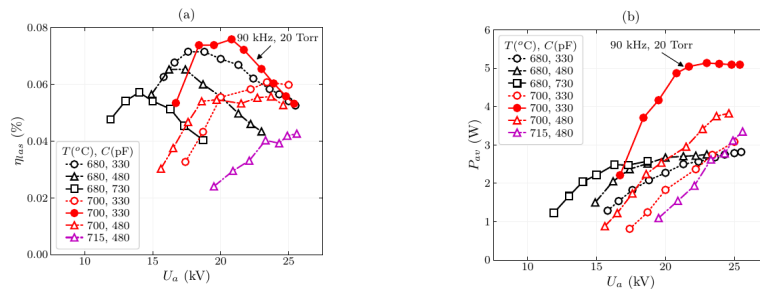 (a)
90 kHz, 20 Torr
T(°C), C(pF)
680, 330
680, 480
680, 730
700, 330
700, 330
700, 480
715, 480
0.08
0.06
0.04
0.02
0.00
10 15 20 25
η_las (%)
U_a (kV)
(b)
90 kHz, 20 Torr
T(°C), C(pF)
680, 330
680, 480
680, 730
700, 330
700, 330
700, 480
715, 480
6
5
4
3
2
1
0
10 15 20 25
P_av (W)
U_a (kV)